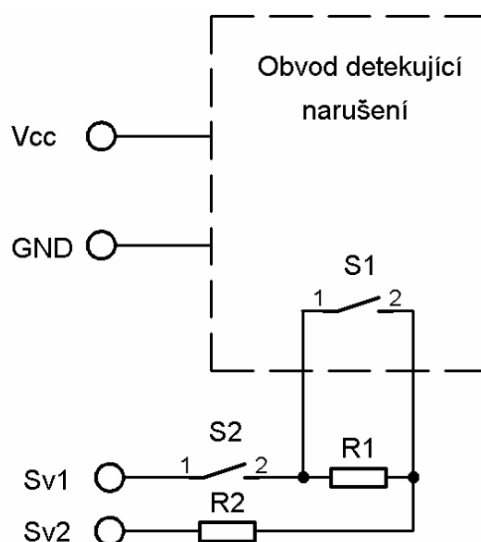 Obvod detekující
narušení
Vcc
GND
S1
1 2
S2
R1
1 2
Sv1
R2
Sv2